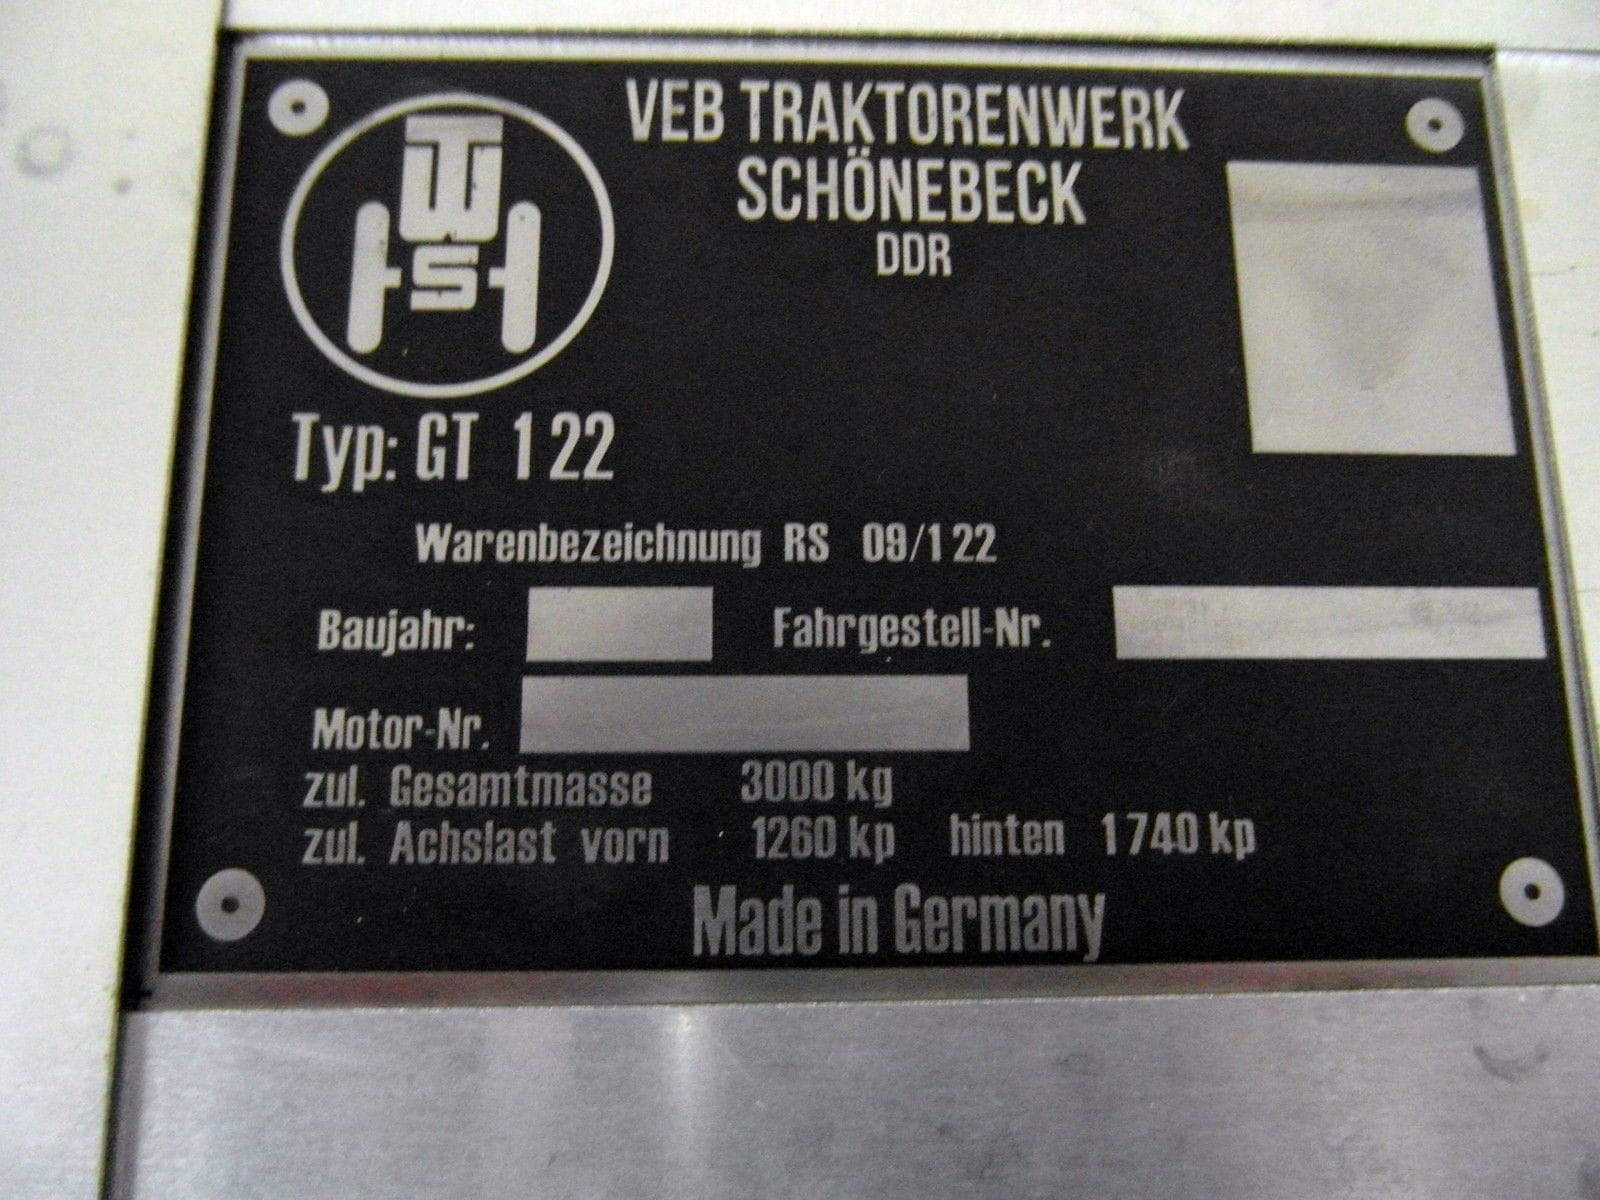 VEB TRAKTORENWERK
SCHÖNEBECK
DDR
TWS
Typ: GT 122
Warenbezeichnung RS 09/122
Baujahr: Fahrgestell-Nr.
Motor-Nr.
zul. Gesamtmasse 3000 kg
zul. Achslast vorn 1260 kp hinten 1740 kp
Made in Germany